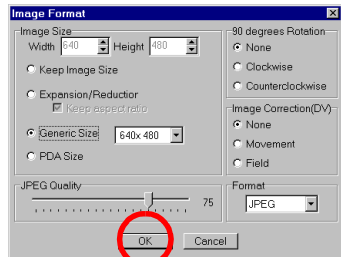 Image Format
Image Size
Width 640 Height 480
Keep Image Size
Expansion/Reductior
Keep aspect ratio
Generic Size 640x 480
PDA Size
90 degrees Rotation
None
Clockwise
Counterclockwise
Image Correction(DV)
None
Movement
Field
JPEG Quality
75
Format
JPEG
OK Cancel